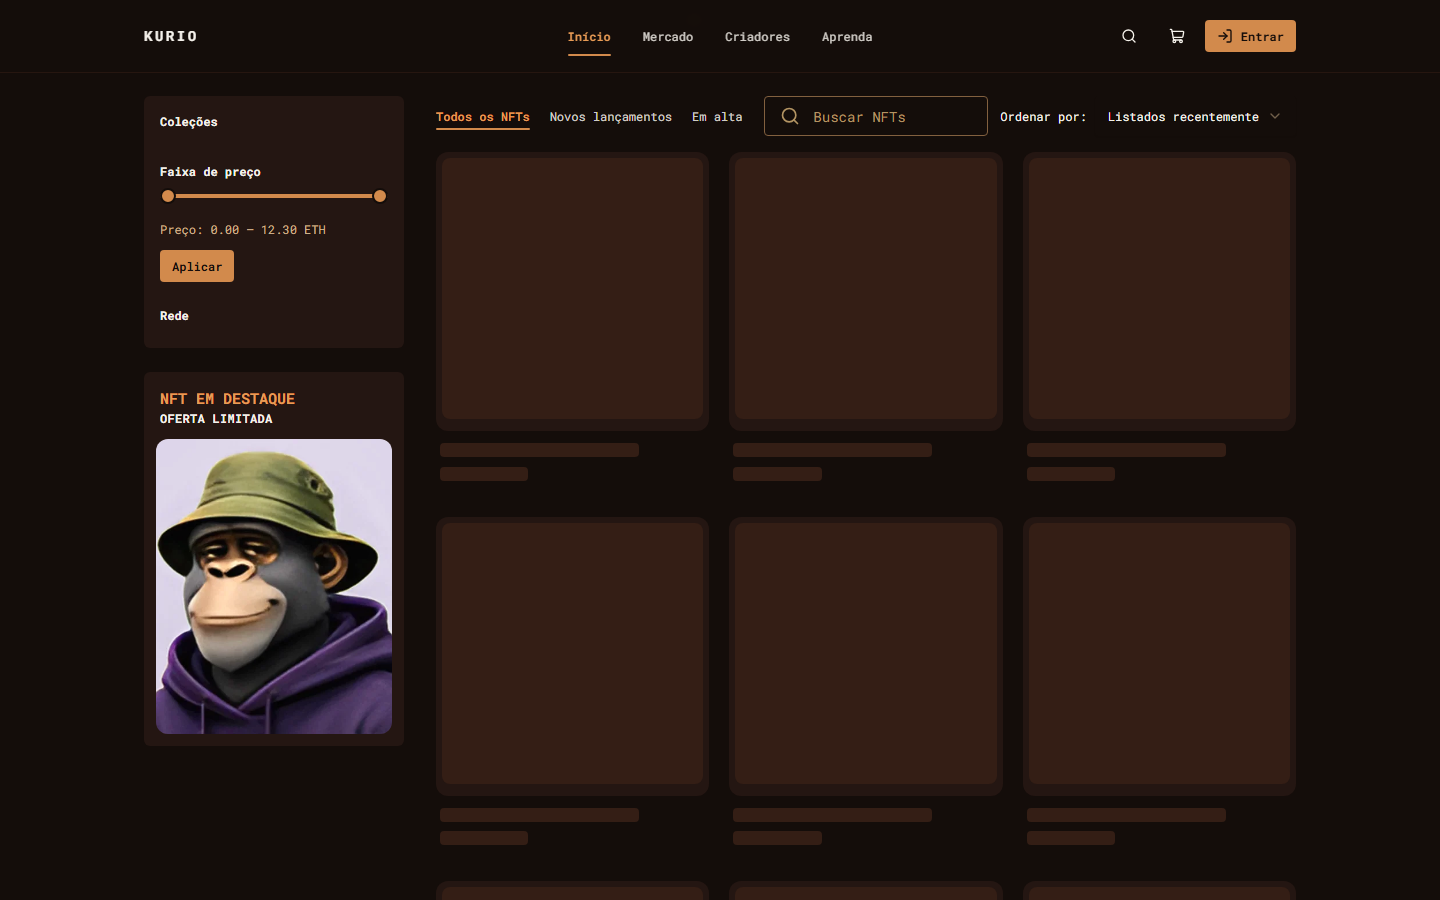 KURIO
Início
Mercado
Criadores
Aprenda
Entrar
Coleções
Faixa de preço
Preço: 0.00 – 12.30 ETH
Aplicar
Rede
NFT EM DESTAQUE
OFERTA LIMITADA
Todos os NFTs
Novos lançamentos
Em alta
Buscar NFTs
Ordenar por:
Listados recentemente